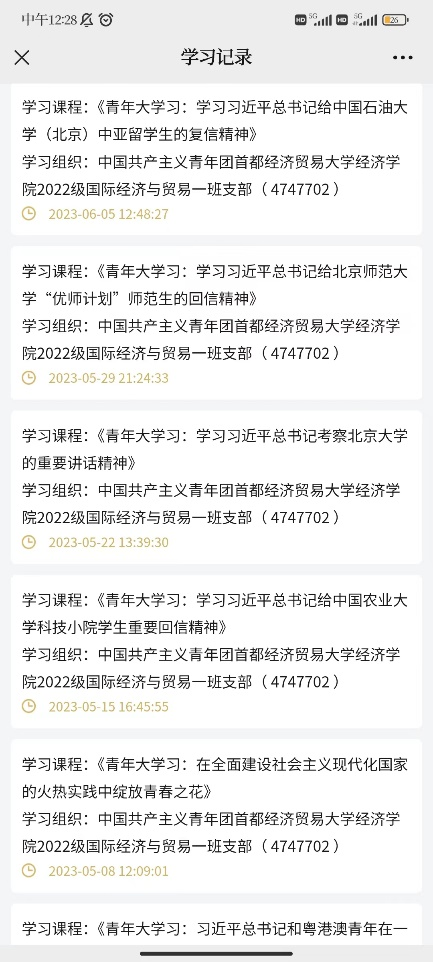 中午12:28
HD 5G HD 5G 26
学习记录
学习课程：《青年大学习：学习习近平总书记给中国石油大
学（北京）中亚留学生的复信精神》
学习组织：中国共产主义青年团首都经济贸易大学经济学
院2022级国际经济与贸易一班支部（ 4747702 ）
2023-06-05 12:48:27
学习课程：《青年大学习：学习习近平总书记给北京师范大
学“优师计划”师范生的回信精神》
学习组织：中国共产主义青年团首都经济贸易大学经济学
院2022级国际经济与贸易一班支部（ 4747702 ）
2023-05-29 21:24:33
学习课程：《青年大学习：学习习近平总书记考察北京大学
的重要讲话精神》
学习组织：中国共产主义青年团首都经济贸易大学经济学
院2022级国际经济与贸易一班支部（ 4747702 ）
2023-05-22 13:39:30
学习课程：《青年大学习：学习习近平总书记给中国农业大
学科技小院学生重要回信精神》
学习组织：中国共产主义青年团首都经济贸易大学经济学
院2022级国际经济与贸易一班支部（ 4747702 ）
2023-05-15 16:45:55
学习课程：《青年大学习：在全面建设社会主义现代化国家
的火热实践中绽放青春之花》
学习组织：中国共产主义青年团首都经济贸易大学经济学
院2022级国际经济与贸易一班支部（ 4747702 ）
2023-05-08 12:09:01
学习课程：《青年大学习：习近平总书记和粤港澳青年在一